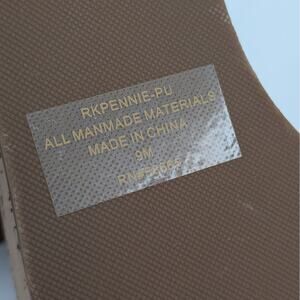 RKPENNIE-PU
ALL MANMADE MATERIALS
MADE IN CHINA
9M